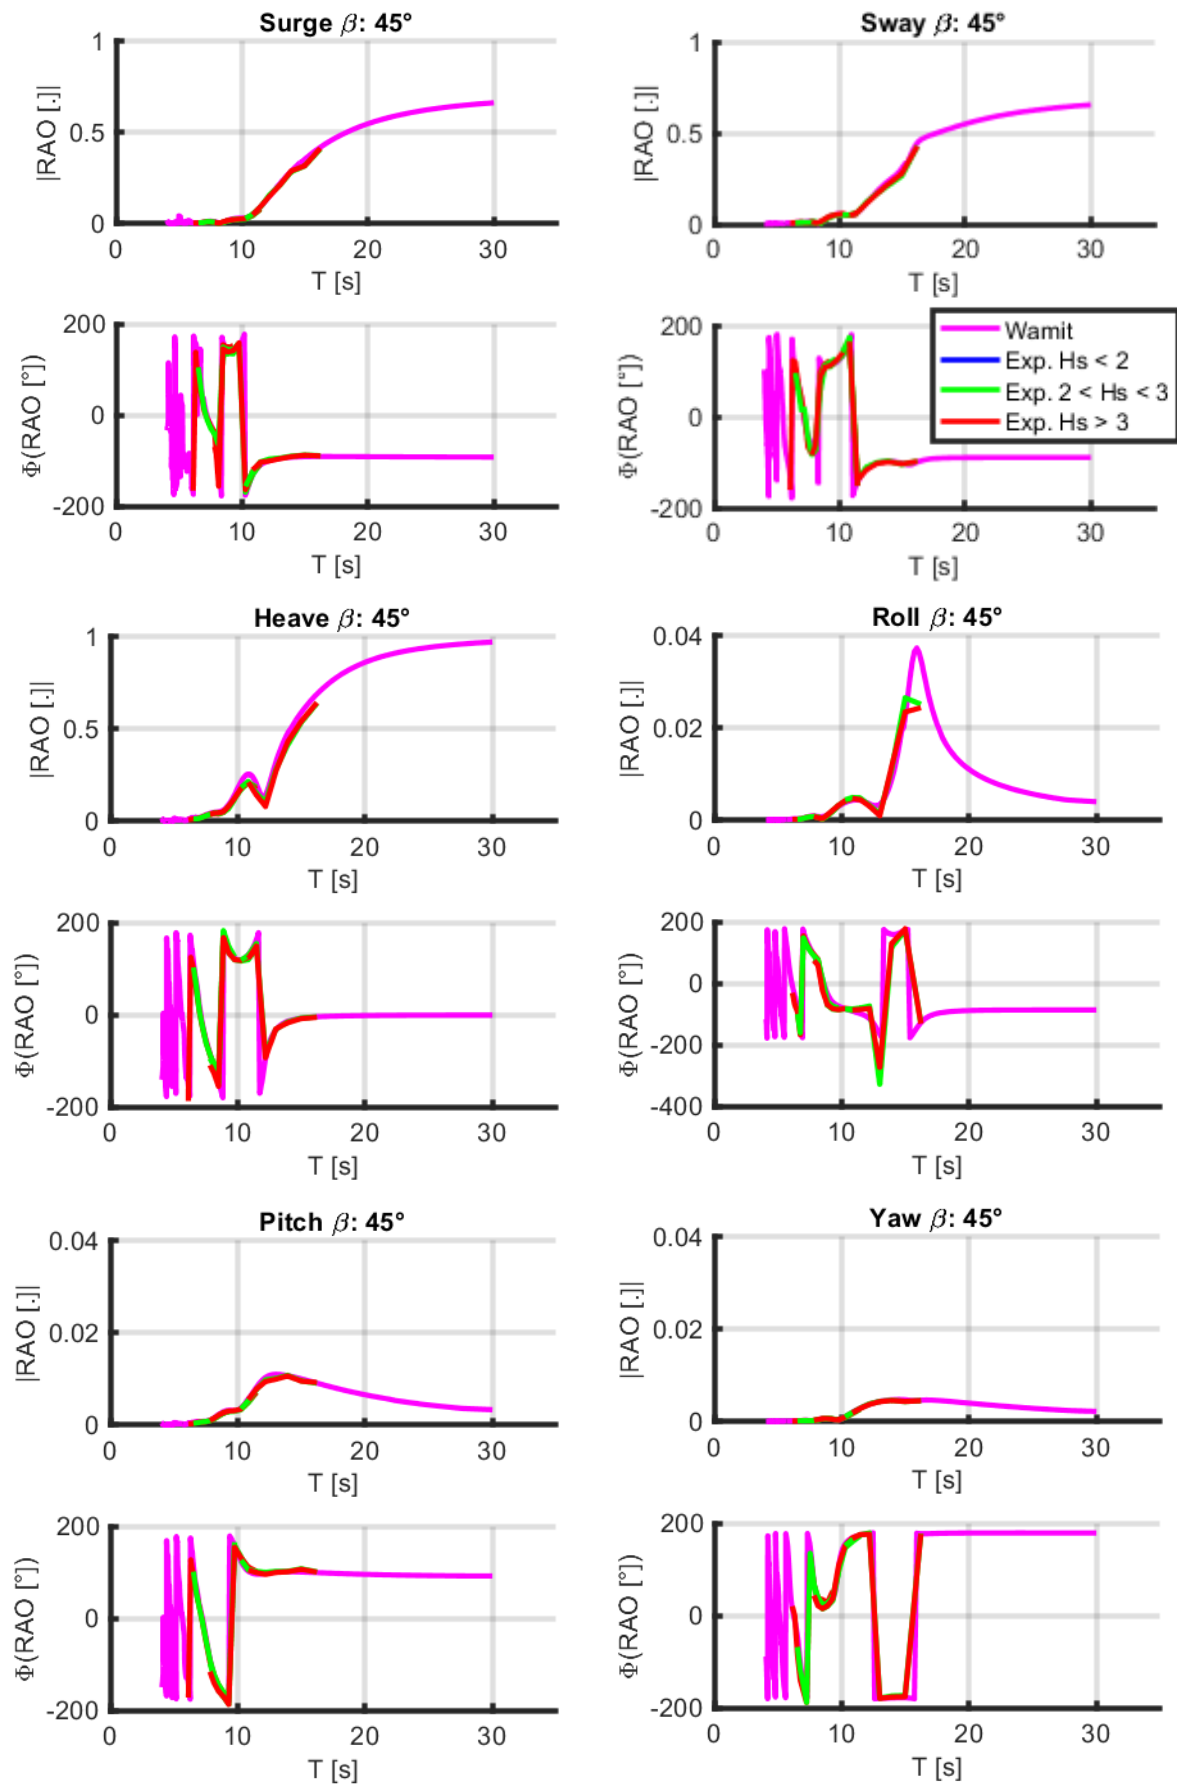 Surge β: 45°
1
0.5
0
|RAO [.]|
0 10 20 30
T [s]
200
0
-200
Φ(RAO [°])
0 10 20 30
T [s]
Sway β: 45°
1
0.5
0
|RAO [.]|
0 10 20 30
T [s]
200
0
-200
Φ(RAO [°])
0 10 20 30
T [s]
Wamit
Exp. Hs < 2
Exp. 2 < Hs < 3
Exp. Hs > 3
Heave β: 45°
1
0.5
0
|RAO [.]|
0 10 20 30
T [s]
200
0
-200
Φ(RAO [°])
0 10 20 30
T [s]
Roll β: 45°
0.04
0.02
0
|RAO [.]|
0 10 20 30
T [s]
200
0
-200
-400
Φ(RAO [°])
0 10 20 30
T [s]
Pitch β: 45°
0.04
0.02
0
|RAO [.]|
0 10 20 30
T [s]
200
0
-200
Φ(RAO [°])
0 10 20 30
T [s]
Yaw β: 45°
0.04
0.02
0
|RAO [.]|
0 10 20 30
T [s]
200
0
-200
Φ(RAO [°])
0 10 20 30
T [s]